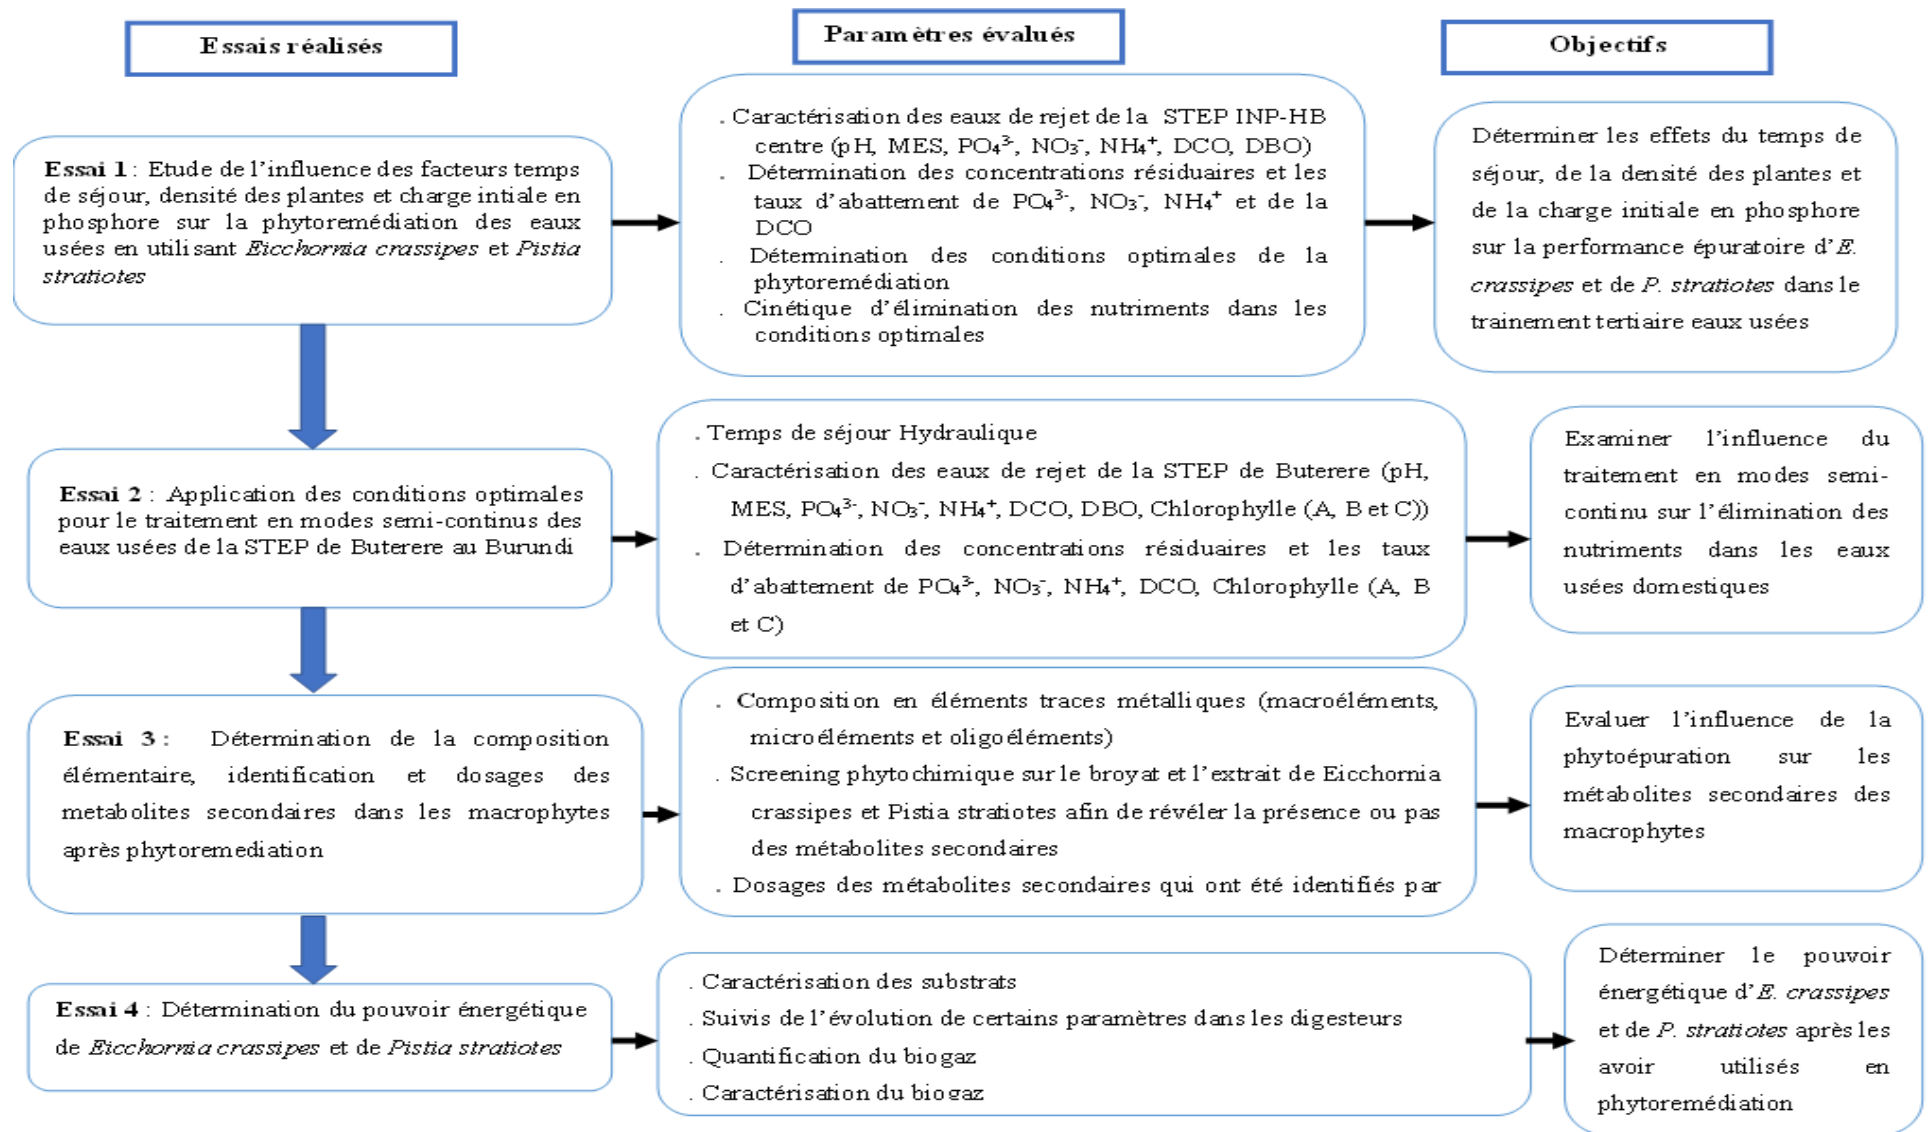 Essais réalisés
Paramètres évalués
Objectifs
Essai 1 : Etude de l'influence des facteurs temps
de séjour, densité des plantes et charge intiale en
phosphore sur la phytoremédiation des eaux
usées en utilisant Eicchornia crassipes et Pistia
stratiotes
. Caractérisation des eaux de rejet de la STEP INP-HB
centre (pH, MES, PO₄³⁻, NO₃⁻, NH₄⁺, DCO, DBO)
. Détermination des concentrations résiduaires et les
taux d'abattement de PO₄³⁻, NO₃⁻, NH₄⁺ et de la
DCO
. Détermination des conditions optimales de la
phytoremédiation
. Cinétique d'élimination des nutriments dans les
conditions optimales
Déterminer les effets du temps de
séjour, de la densité des plantes et
de la charge initiale en phosphore
sur la performance épuratoire d'E.
crassipes et de P. stratiotes dans le
trainement tertiaire eaux usées
Essai 2 : Application des conditions optimales
pour le traitement en modes semi-continus des
eaux usées de la STEP de Buterere au Burundi
. Temps de séjour Hydraulique
. Caractérisation des eaux de rejet de la STEP de Buterere (pH,
MES, PO₄³⁻, NO₃⁻, NH₄⁺, DCO, DBO, Chlorophylle (A, B et C))
. Détermination des concentrations résiduaires et les taux
d'abattement de PO₄³⁻, NO₃⁻, NH₄⁺, DCO, Chlorophylle (A, B
et C)
Examiner l'influence du
traitement en modes semi-
continu sur l'élimination des
nutriments dans les eaux
usées domestiques
Essai 3 : Détermination de la composition
élémentaire, identification et dosages des
metabolites secondaires dans les macrophytes
après phytoremediation
. Composition en éléments traces métalliques (macroéléments,
microéléments et oligoéléments)
. Screening phytochimique sur le broyat et l'extrait de Eicchornia
crassipes et Pistia stratiotes afin de révéler la présence ou pas
des métabolites secondaires
. Dosages des métabolites secondaires qui ont été identifiés par
Evaluer l'influence de la
phytoépuration sur les
métabolites secondaires des
macrophytes
Essai 4 : Détermination du pouvoir énergétique
de Eicchornia crassipes et de Pistia stratiotes
. Caractérisation des substrats
. Suivis de l'évolution de certains paramètres dans les digesteurs
. Quantification du biogaz
. Caractérisation du biogaz
Déterminer le pouvoir
énergétique d'E. crassipes
et de P. stratiotes après les
avoir utilisés en
phytoremédiation